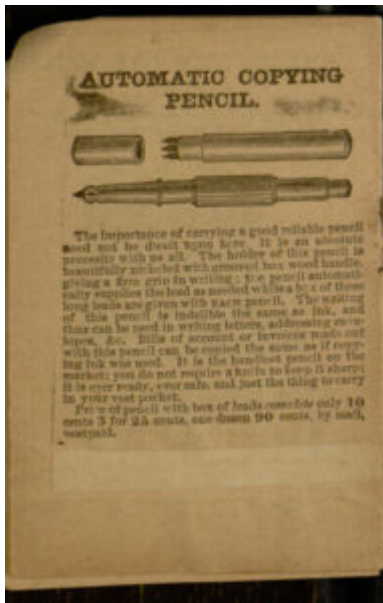 AUTOMATIC COPYING
PENCIL.
The importance of carrying a good reliable pencil
need not be dwelt upon here. It is an absolute
necessity with us all. The holder of this pencil is
beautifully nickeled with grooved box wood handle,
giving a firm grip in writing; the pencil automati-
cally supplies the lead as needed while a box of these
long leads are given with each pencil. The writing
of this pencil is indelible the same as ink, and
thus can be used in writing letters, addressing enve-
lopes, &c. Bills of account or invoices made out
with this pencil can be copied the same as if copy-
ing ink was used. It is the handiest pencil on the
market; you do not require a knife to keep it sharp;
it is ever ready, ever safe, and just the thing to carry
in your vest pocket.
Price of pencil with box of leads complete only 10
cents 3 for 25 cents, one dozen 90 cents, by mail,
postpaid.